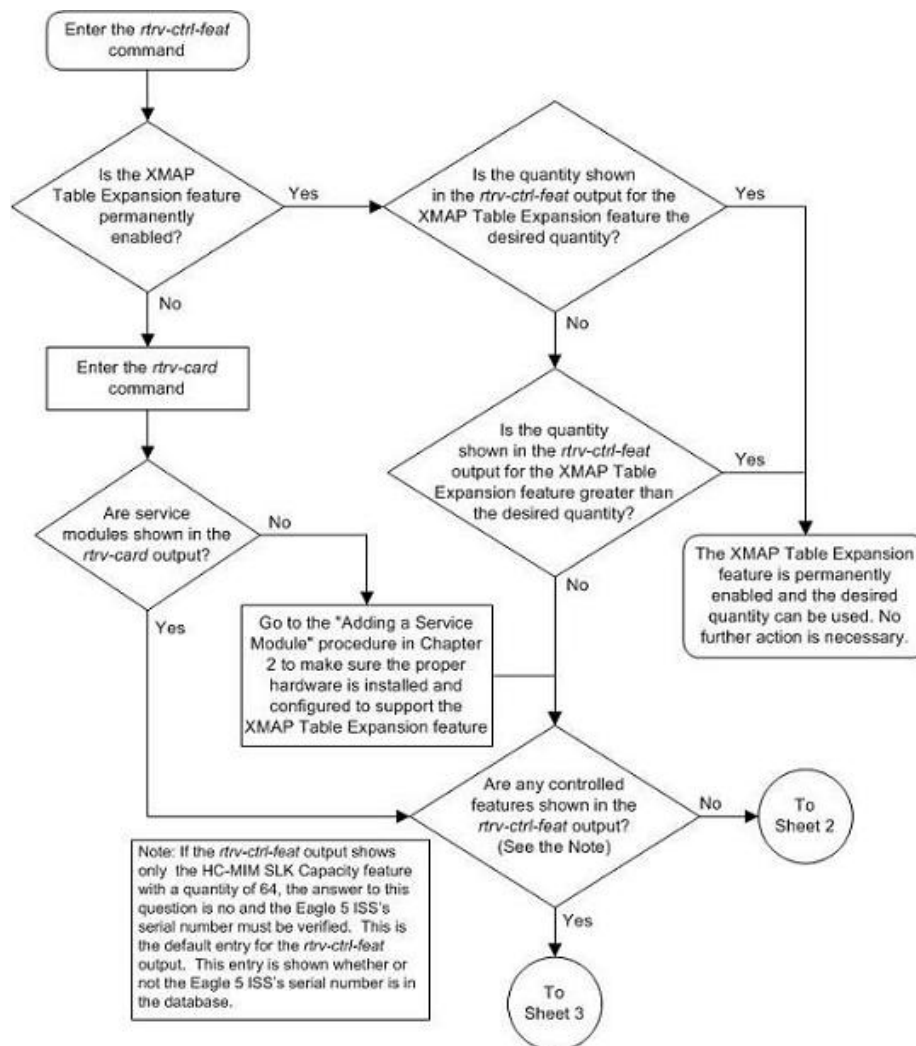 Enter the rtrv-ctrl-feat
command
Is the XMAP
Table Expansion feature
permanently
enabled?
Yes
No
Is the quantity shown
in the rtrv-ctrl-feat output for the
XMAP Table Expansion feature the
desired quantity?
Yes
No
Enter the rtrv-card
command
Is the quantity
shown in the rtrv-ctrl-feat
output for the XMAP Table
Expansion feature greater than
the desired quantity?
Yes
No
Are service
modules shown in the
rtrv-card output?
No
Yes
The XMAP Table Expansion
feature is permanently
enabled and the desired
quantity can be used. No
further action is necessary.
Go to the "Adding a Service
Module" procedure in Chapter
2 to make sure the proper
hardware is installed and
configured to support the
XMAP Table Expansion feature
Are any controlled
features shown in the
rtrv-ctrl-feat output?
(See the Note)
No
To
Sheet 2
Yes
To
Sheet 3
Note: If the rtrv-ctrl-feat output shows
only the HC-MIM SLK Capacity feature
with a quantity of 64, the answer to this
question is no and the Eagle 5 ISS's
serial number must be verified. This is
the default entry for the rtrv-ctrl-feat
output. This entry is shown whether or
not the Eagle 5 ISS's serial number is in
the database.